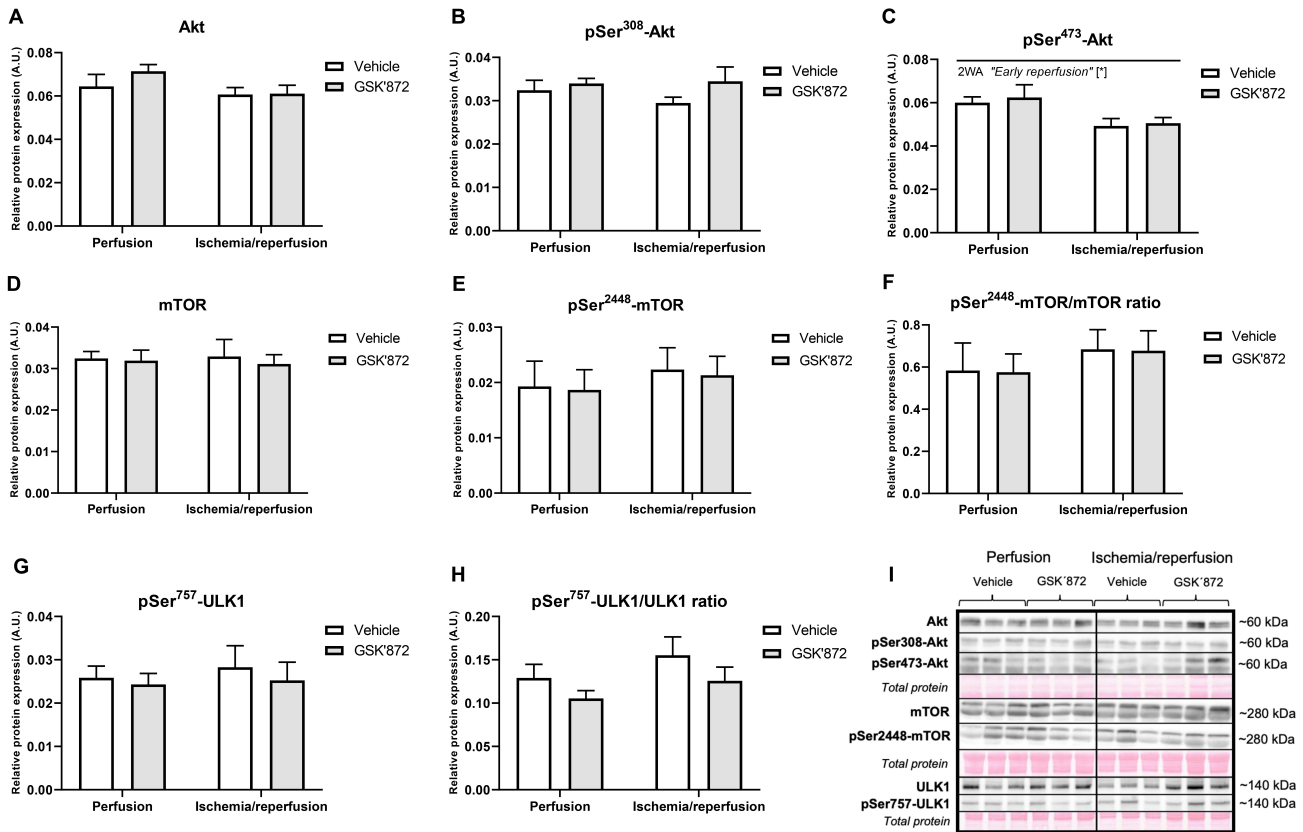 A
Akt
Relative protein expression (A.U.)
0.08
0.06
0.04
0.02
0.00
Perfusion
Ischemia/reperfusion
Vehicle
GSK'872
B
pSer308-Akt
Relative protein expression (A.U.)
0.04
0.03
0.02
0.01
0.00
Perfusion
Ischemia/reperfusion
Vehicle
GSK'872
C
pSer473-Akt
2WA "Early reperfusion" [*]
Relative protein expression (A.U.)
0.08
0.06
0.04
0.02
0.00
Perfusion
Ischemia/reperfusion
Vehicle
GSK'872
D
mTOR
Relative protein expression (A.U.)
0.04
0.03
0.02
0.01
0.00
Perfusion
Ischemia/reperfusion
Vehicle
GSK'872
E
pSer2448-mTOR
Relative protein expression (A.U.)
0.03
0.02
0.01
0.00
Perfusion
Ischemia/reperfusion
Vehicle
GSK'872
F
pSer2448-mTOR/mTOR ratio
Relative protein expression (A.U.)
0.8
0.6
0.4
0.2
0.0
Perfusion
Ischemia/reperfusion
Vehicle
GSK'872
G
pSer757-ULK1
Relative protein expression (A.U.)
0.04
0.03
0.02
0.01
0.00
Perfusion
Ischemia/reperfusion
Vehicle
GSK'872
H
pSer757-ULK1/ULK1 ratio
Relative protein expression (A.U.)
0.20
0.15
0.10
0.05
0.00
Perfusion
Ischemia/reperfusion
Vehicle
GSK'872
I
Perfusion Ischemia/reperfusion
Vehicle GSK´872 Vehicle GSK´872
Akt ~60 kDa
pSer308-Akt ~60 kDa
pSer473-Akt ~60 kDa
Total protein
mTOR ~280 kDa
pSer2448-mTOR ~280 kDa
Total protein
ULK1 ~140 kDa
pSer757-ULK1 ~140 kDa
Total protein